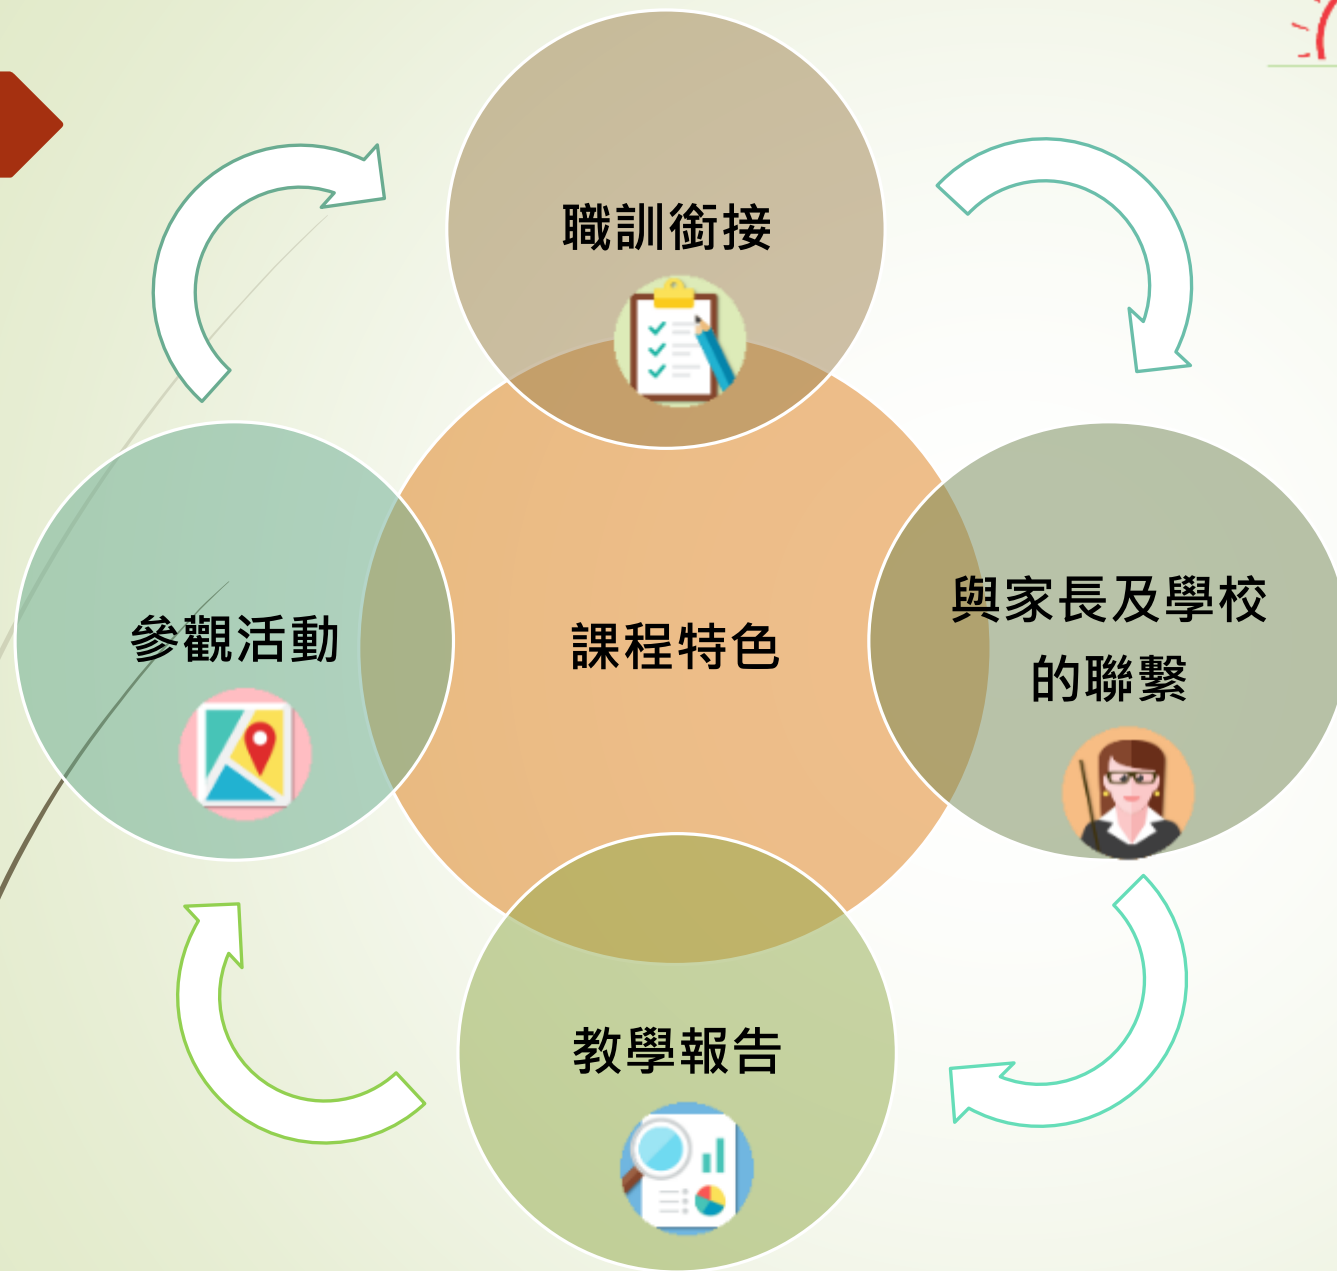 職訓銜接
參觀活動
課程特色
與家長及學校
的聯繫
教學報告